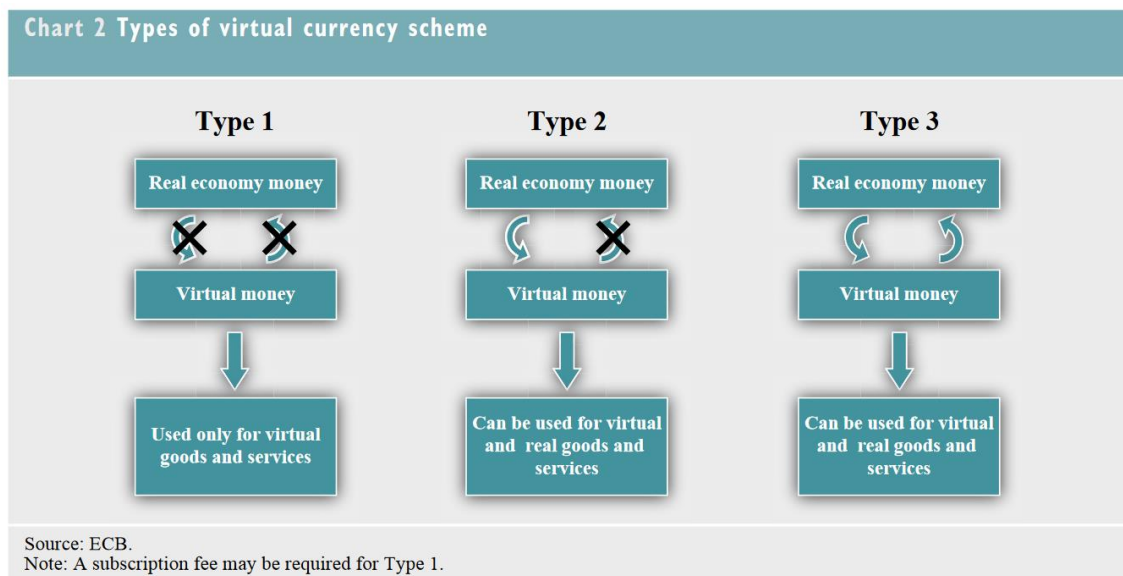 Chart 2 Types of virtual currency scheme
Type 1
Real economy money
Virtual money
Used only for virtual
goods and services
Type 2
Real economy money
Virtual money
Can be used for virtual
and real goods and
services
Type 3
Real economy money
Virtual money
Can be used for virtual
and real goods and
services
Source: ECB.
Note: A subscription fee may be required for Type 1.